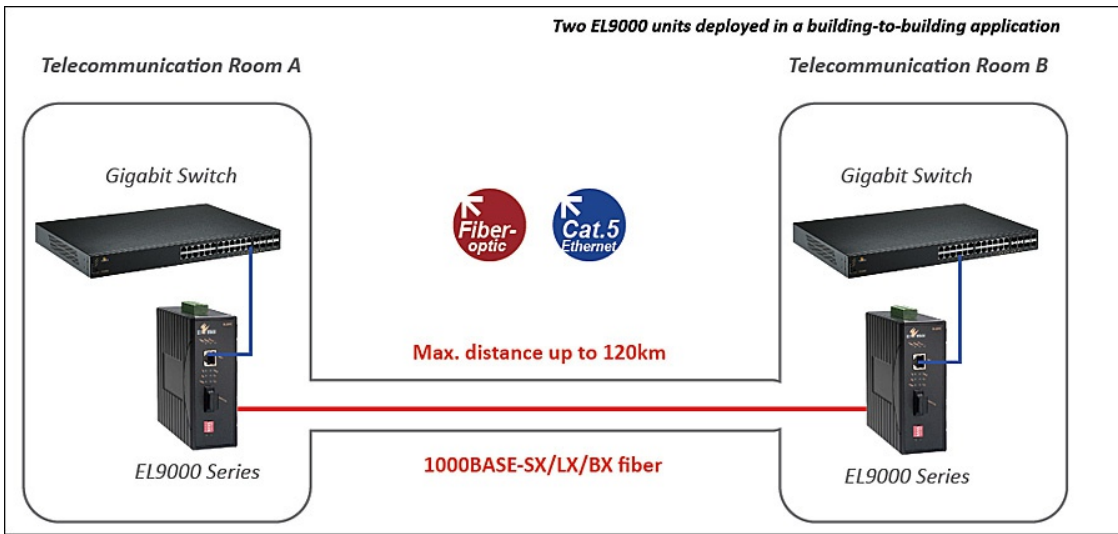 Two EL9000 units deployed in a building-to-building application
Telecommunication Room A
Telecommunication Room B
Gigabit Switch
Gigabit Switch
Fiber-
optic
Cat.5
Ethernet
Max. distance up to 120km
1000BASE-SX/LX/BX fiber
EL9000 Series
EL9000 Series